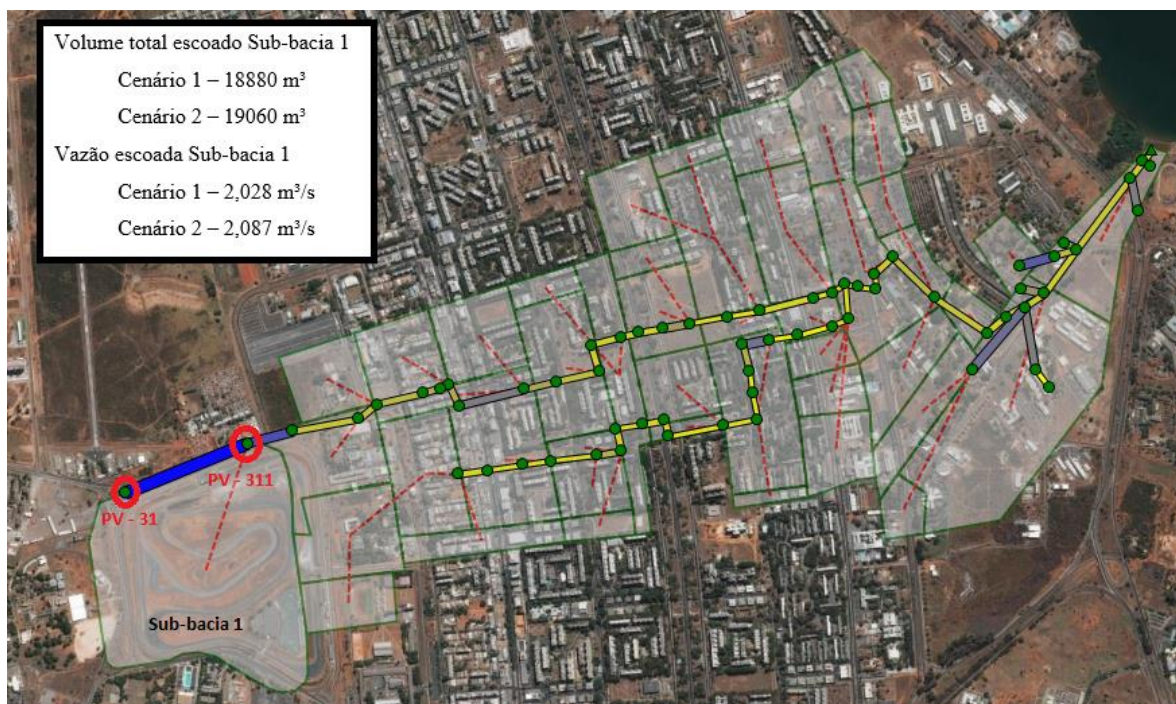 Volume total escoado Sub-bacia 1
Cenário 1 – 18880 m³
Cenário 2 – 19060 m³
Vazão escoada Sub-bacia 1
Cenário 1 – 2,028 m³/s
Cenário 2 – 2,087 m³/s
PV - 311
PV - 31
Sub-bacia 1